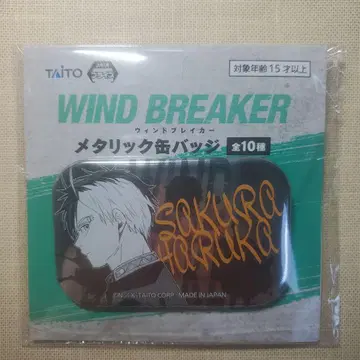 TAITO
対象年齢15才以上
WIND BREAKER
ウィンドブレイカー
メタリック缶バッジ 全10種
SAKURA
HARUKA
MADE IN JAPAN